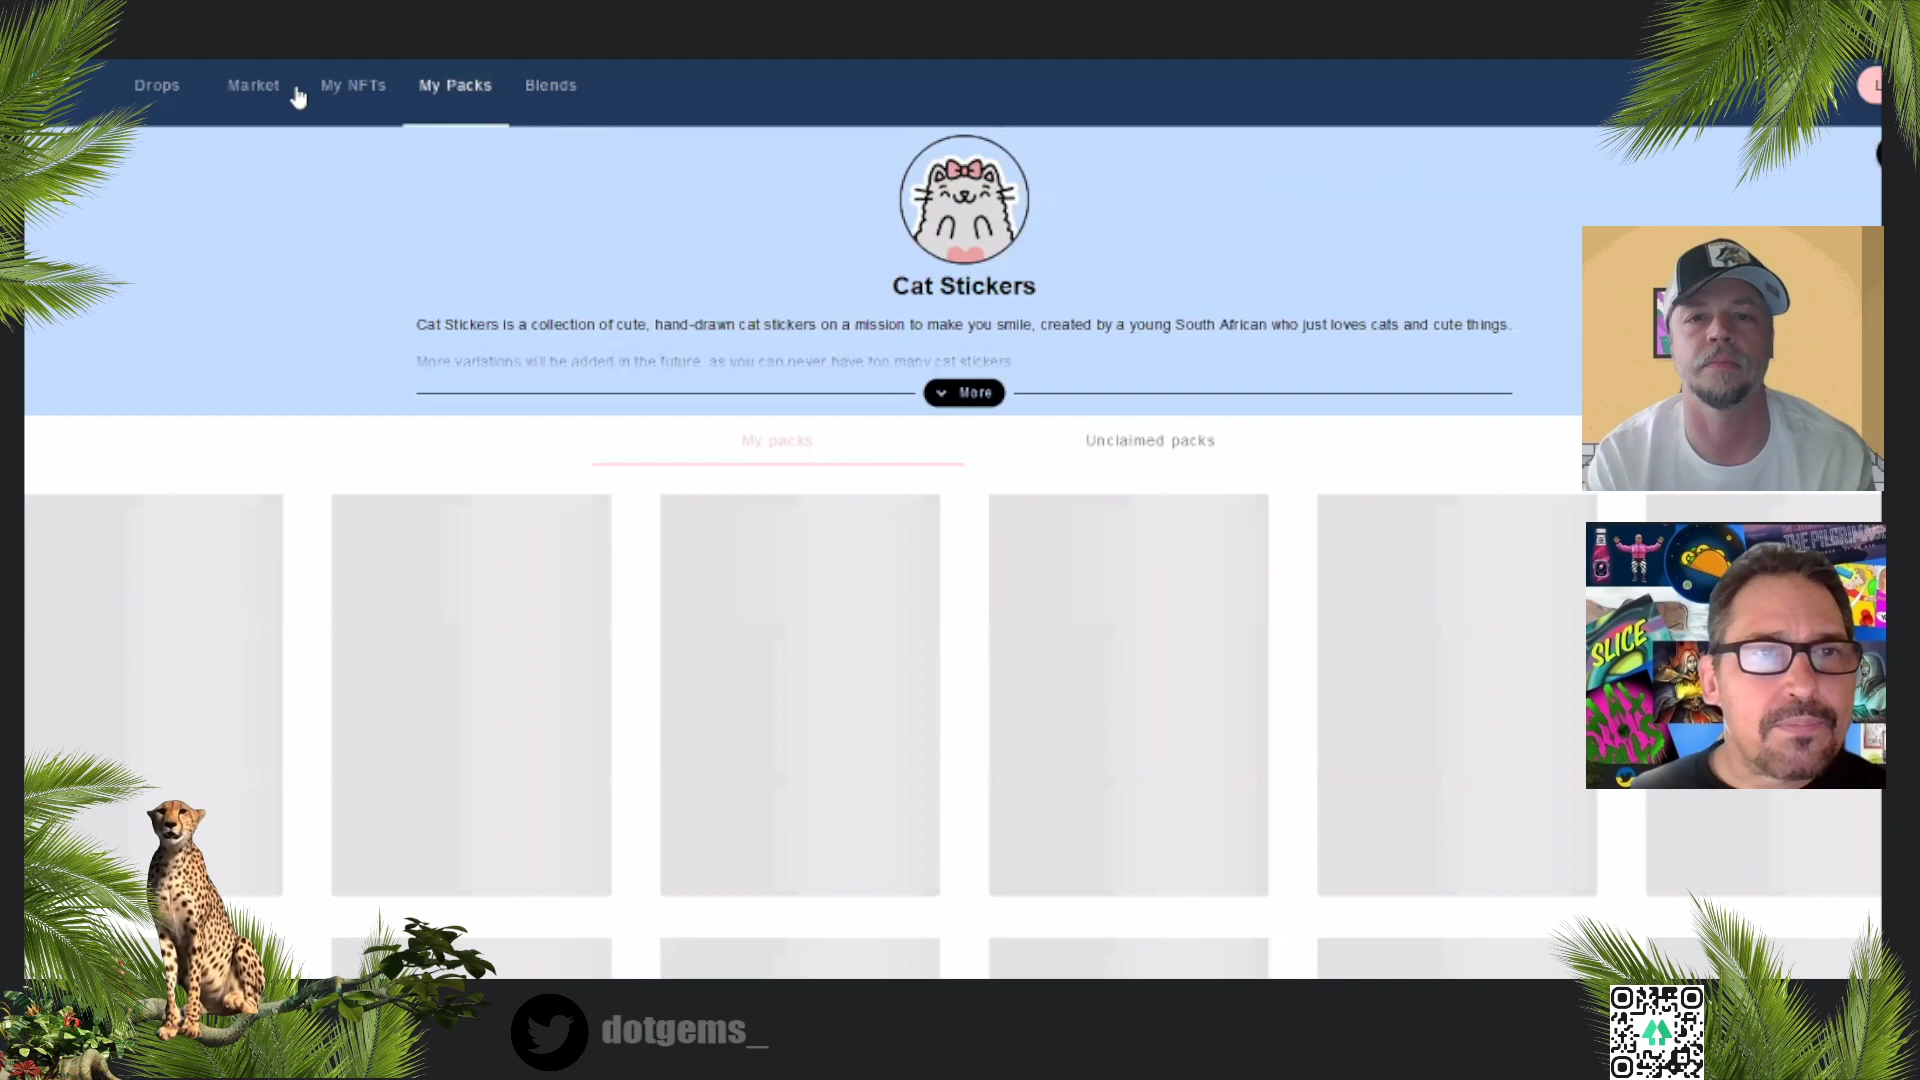 Drops Market My NFTs My Packs Blends
L
Cat Stickers
Cat Stickers is a collection of cute, hand-drawn cat stickers on a mission to make you smile, created by a young South African who just loves cats and cute things.
More variations will be added in the future, as you can never have too many cat stickers
More
My packs Unclaimed packs
THE PILGRIMAGE
SLICE
dotgems_